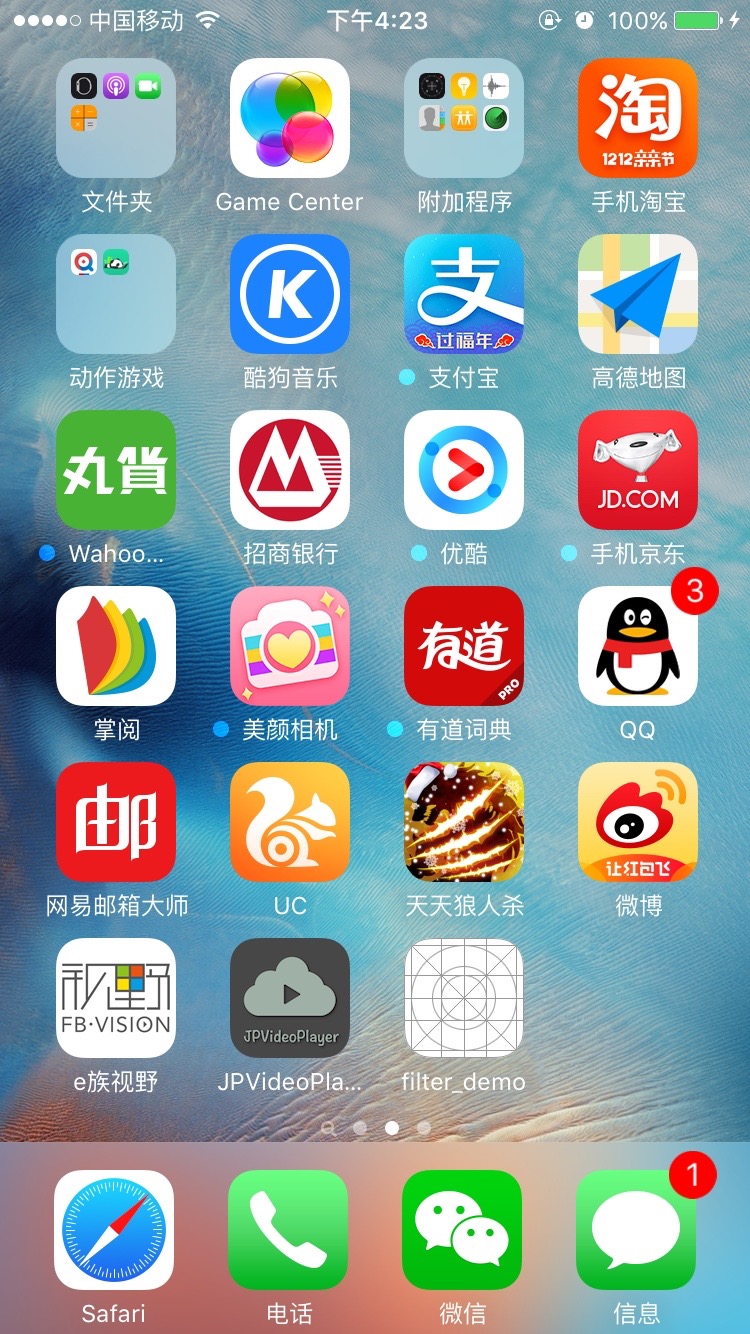 中国移动 下午4:23 100%
淘
1212亲亲节
文件夹 Game Center 附加程序 手机淘宝
K 支
过福年
动作游戏 酷狗音乐 支付宝 高德地图
丸货 JD.COM
Wahoo... 招商银行 优酷 手机京东
有道
PRO
3
掌阅 美颜相机 有道词典 QQ
邮
让红包飞
网易邮箱大师 UC 天天狼人杀 微博
视野
FB·VISION JPVideoPlayer
e族视野 JPVideoPla... filter_demo
1
Safari 电话 微信 信息